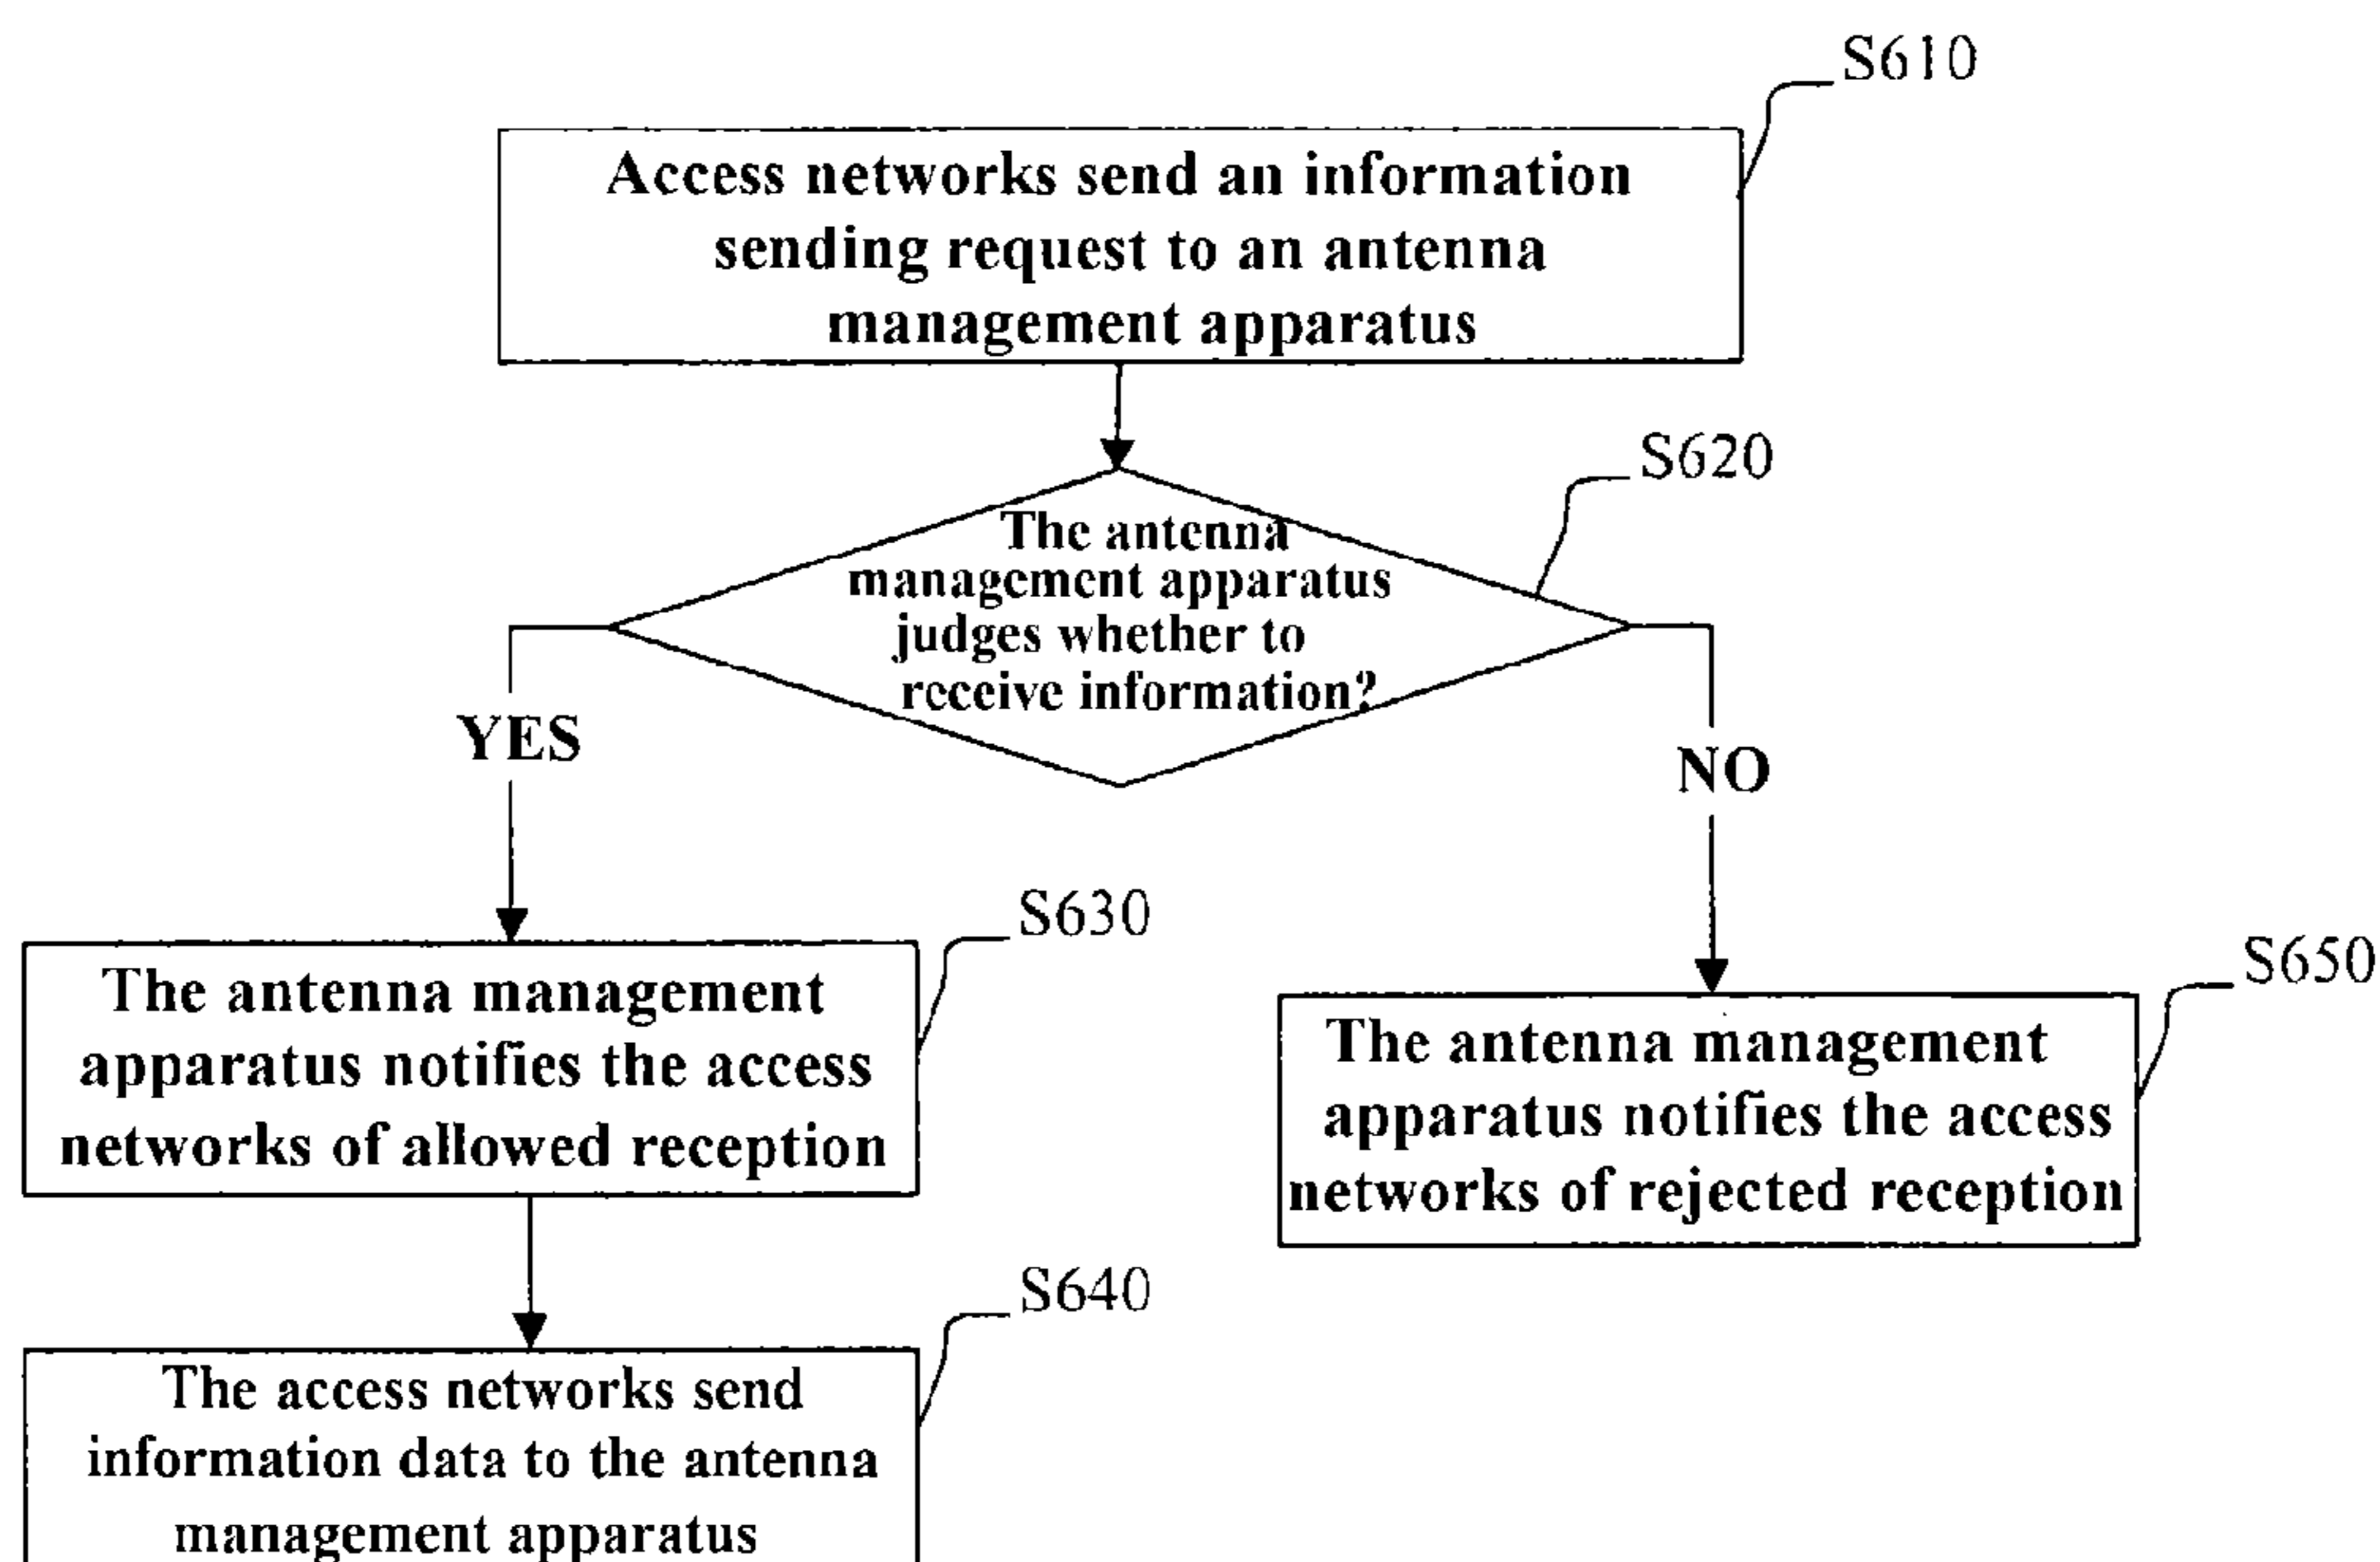 S610
Access networks send an information
sending request to an antenna
management apparatus
S620
The antenna
management apparatus
judges whether to
receive information?
YES
NO
S630
The antenna management
apparatus notifies the access
networks of allowed reception
S650
The antenna management
apparatus notifies the access
networks of rejected reception
S640
The access networks send
information data to the antenna
management apparatus